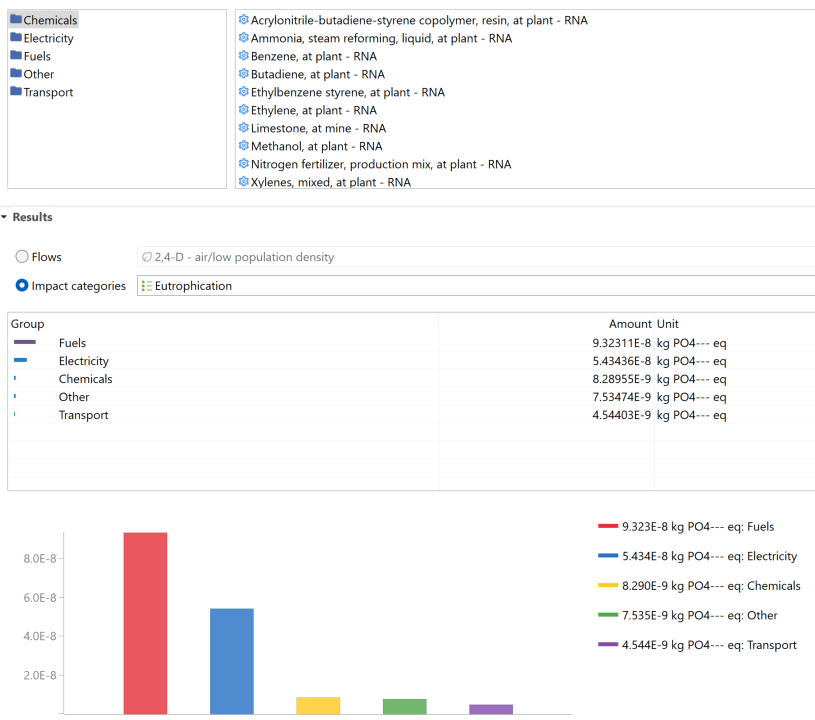 Chemicals
Electricity
Fuels
Other
Transport
Acrylonitrile-butadiene-styrene copolymer, resin, at plant - RNA
Ammonia, steam reforming, liquid, at plant - RNA
Benzene, at plant - RNA
Butadiene, at plant - RNA
Ethylbenzene styrene, at plant - RNA
Ethylene, at plant - RNA
Limestone, at mine - RNA
Methanol, at plant - RNA
Nitrogen fertilizer, production mix, at plant - RNA
Xylenes, mixed, at plant - RNA
Results
Flows 2,4-D - air/low population density
Impact categories Eutrophication
Group Amount Unit
Fuels 9.32311E-8 kg PO4--- eq
Electricity 5.43436E-8 kg PO4--- eq
Chemicals 8.28955E-9 kg PO4--- eq
Other 7.53474E-9 kg PO4--- eq
Transport 4.54403E-9 kg PO4--- eq
8.0E-8
6.0E-8
4.0E-8
2.0E-8
9.323E-8 kg PO4--- eq: Fuels
5.434E-8 kg PO4--- eq: Electricity
8.290E-9 kg PO4--- eq: Chemicals
7.535E-9 kg PO4--- eq: Other
4.544E-9 kg PO4--- eq: Transport